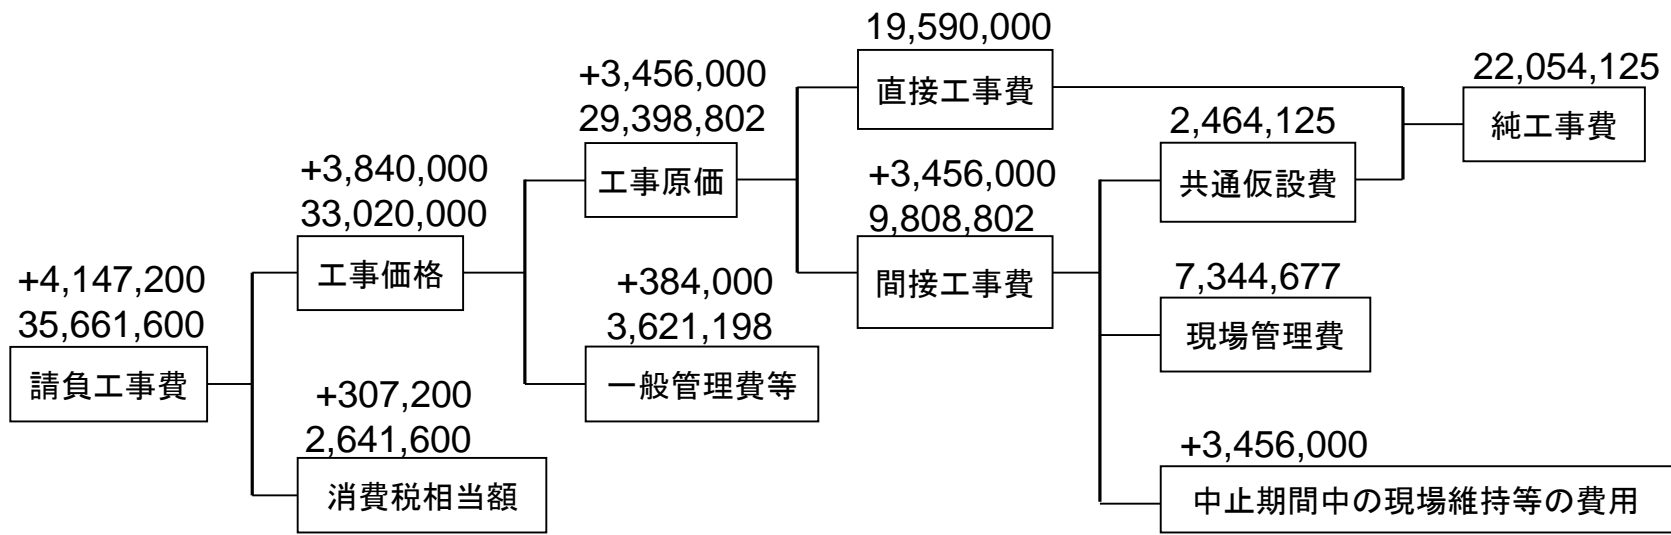 +4,147,200
35,661,600
請負工事費
+3,840,000
33,020,000
工事価格
+307,200
2,641,600
消費税相当額
+3,456,000
29,398,802
工事原価
+384,000
3,621,198
一般管理費等
19,590,000
直接工事費
+3,456,000
9,808,802
間接工事費
2,464,125
共通仮設費
7,344,677
現場管理費
+3,456,000
中止期間中の現場維持等の費用
22,054,125
純工事費